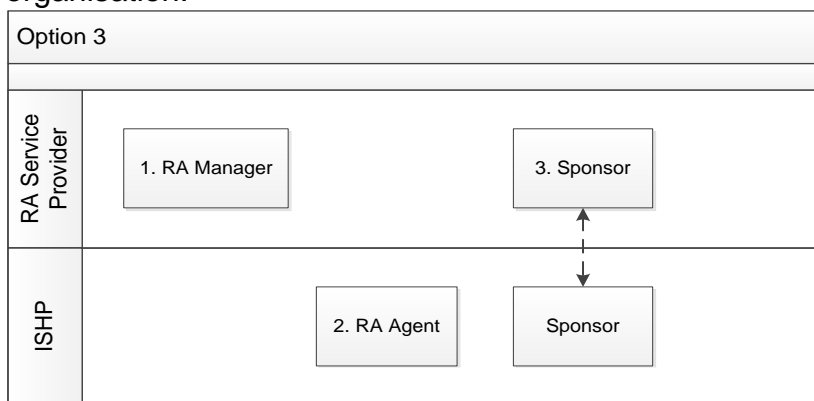 organisation.
Option 3
RA Service
Provider
1. RA Manager
3. Sponsor
ISHP
2. RA Agent
Sponsor